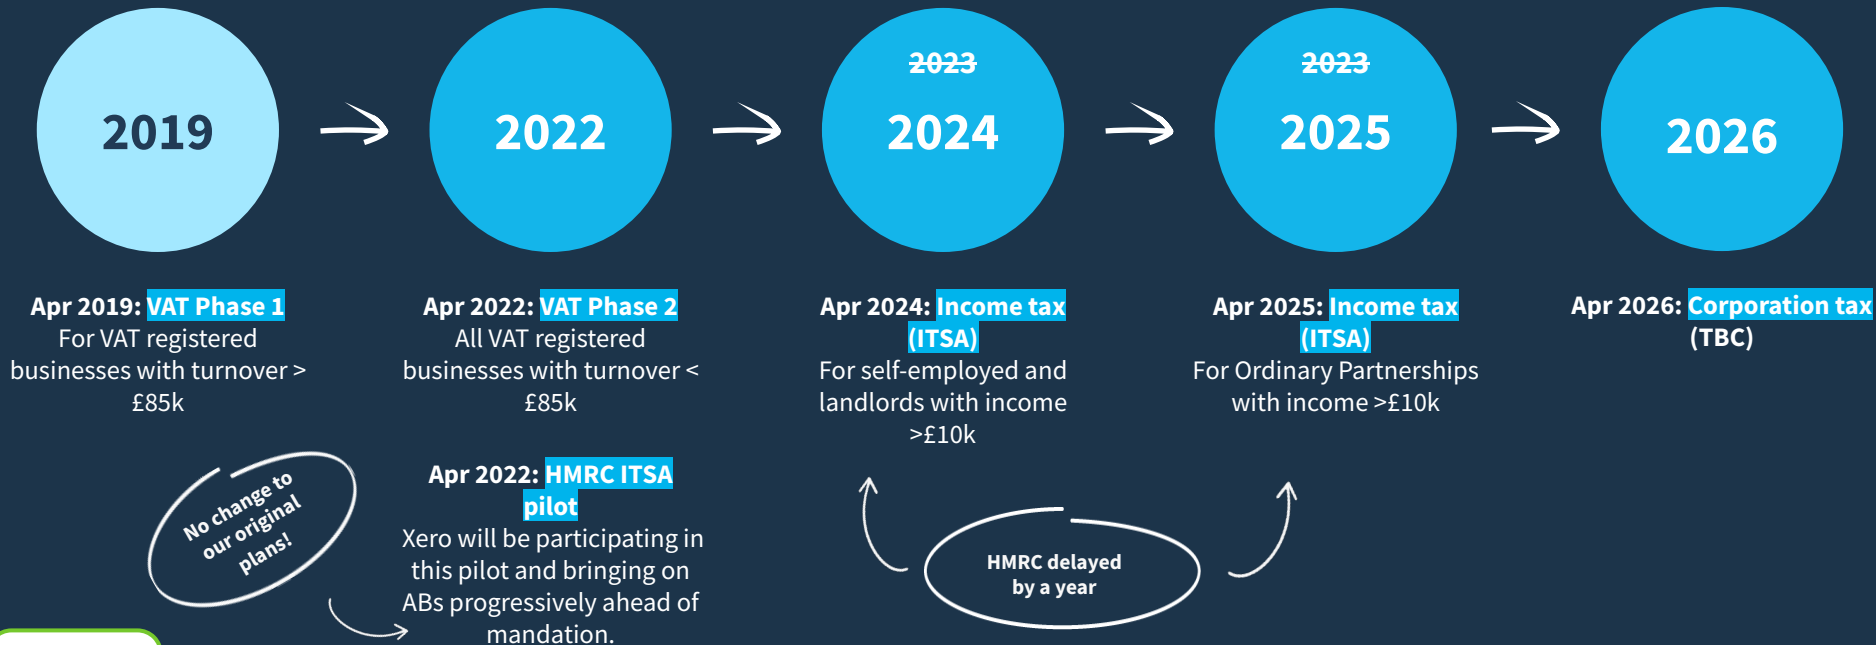 2019
2022
2023
2024
2023
2025
2026
Apr 2019: VAT Phase 1
For VAT registered
businesses with turnover >
£85k
Apr 2022: VAT Phase 2
All VAT registered
businesses with turnover <
£85k
Apr 2022: HMRC ITSA
pilot
Xero will be participating in
this pilot and bringing on
ABs progressively ahead of
mandation.
Apr 2024: Income tax
(ITSA)
For self-employed and
landlords with income
>£10k
Apr 2025: Income tax
(ITSA)
For Ordinary Partnerships
with income >£10k
Apr 2026: Corporation tax
(TBC)
No change to
our original
plans!
HMRC delayed
by a year